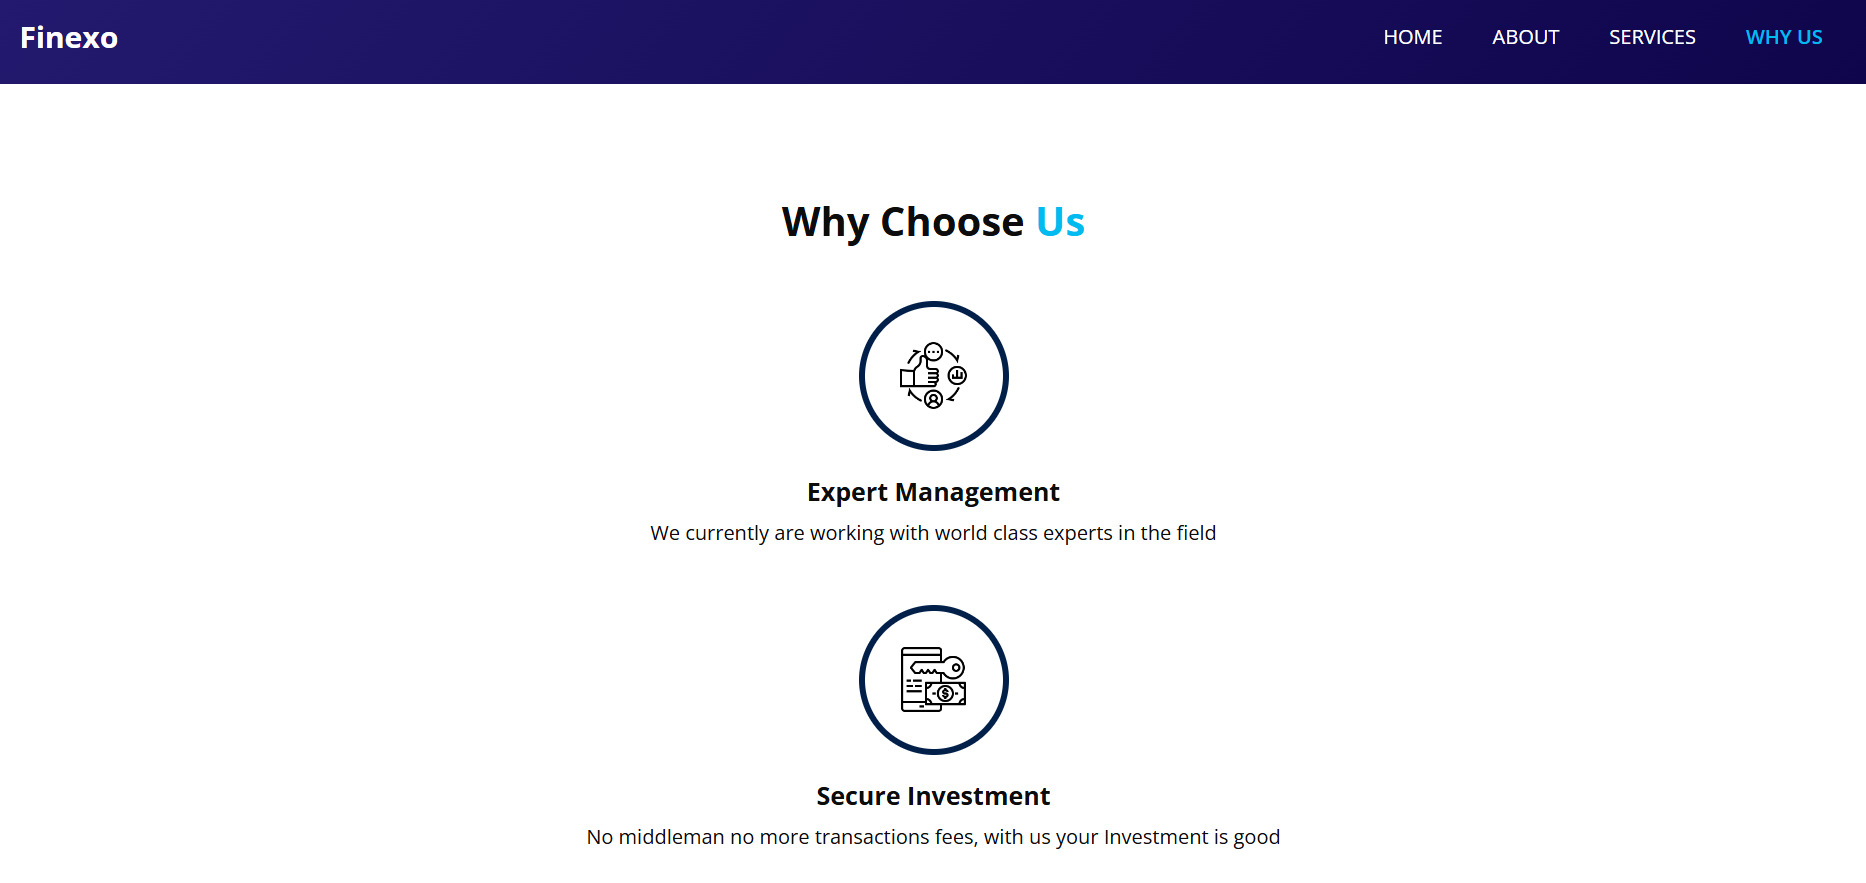 Finexo
HOME ABOUT SERVICES WHY US
Why Choose Us
Expert Management
We currently are working with world class experts in the field
$
Secure Investment
No middleman no more transactions fees, with us your Investment is good